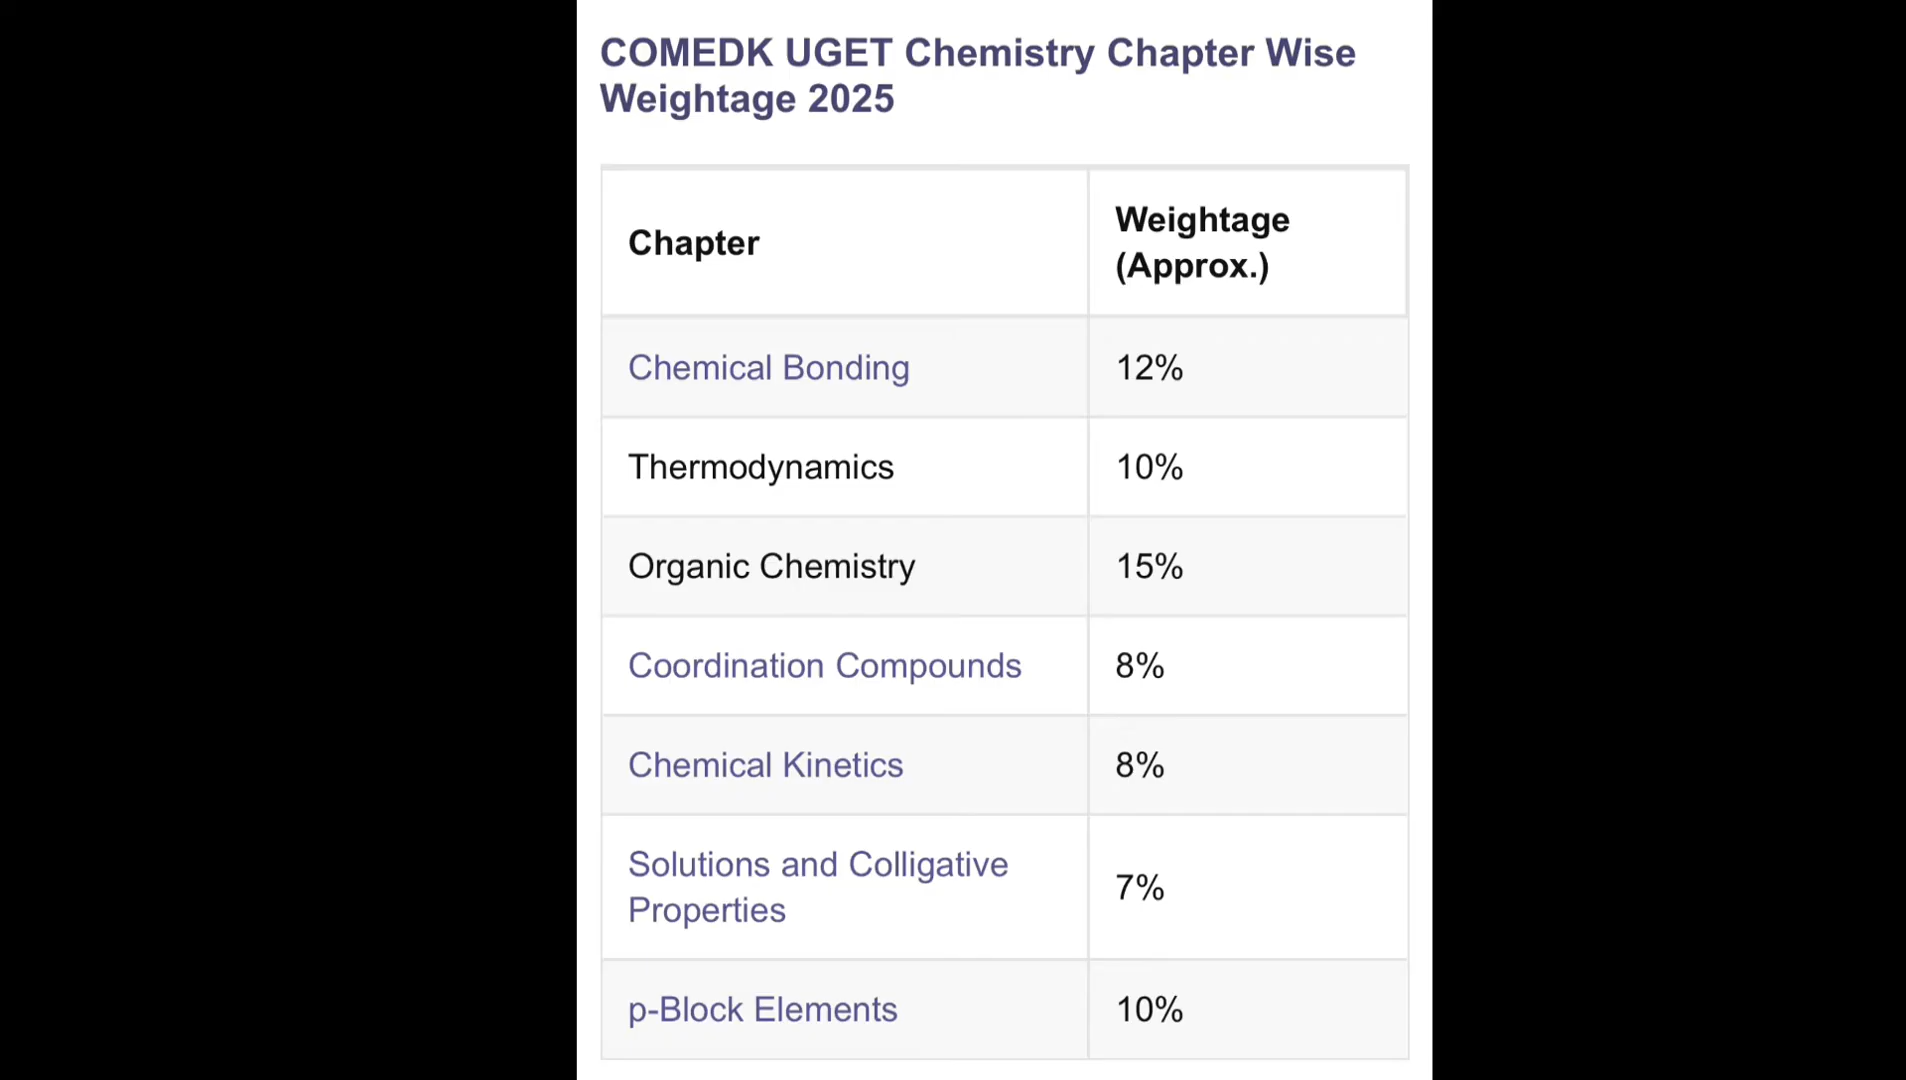 COMEDK UGET Chemistry Chapter Wise
Weightage 2025
Chapter
Weightage
(Approx.)
Chemical Bonding
12%
Thermodynamics
10%
Organic Chemistry
15%
Coordination Compounds
8%
Chemical Kinetics
8%
Solutions and Colligative
Properties
7%
p-Block Elements
10%